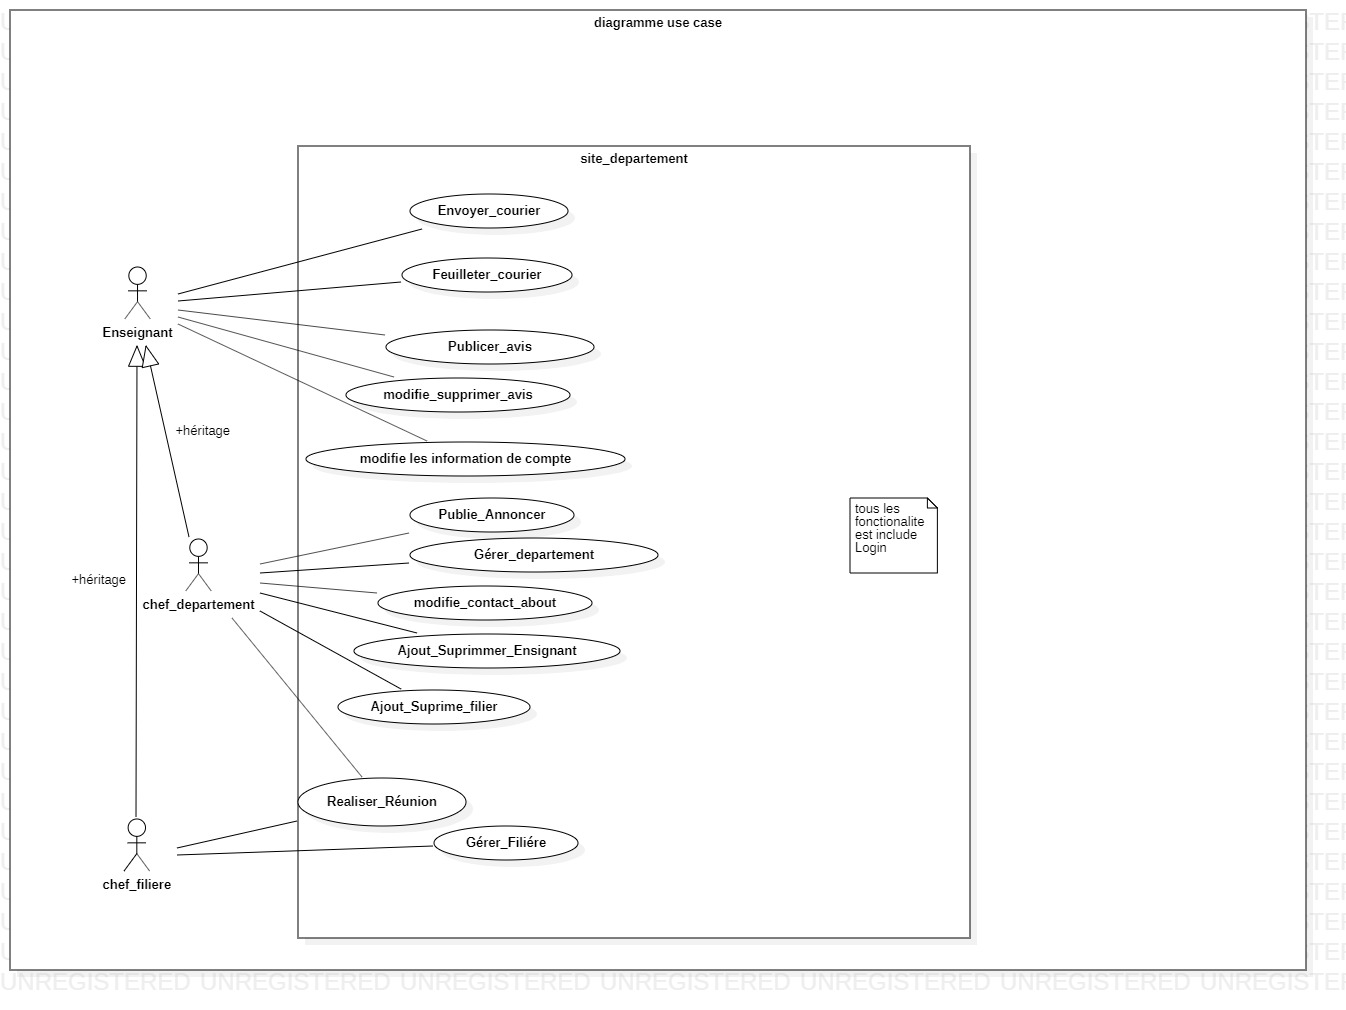 diagramme use case
site_departement
Envoyer_courier
Feuilleter_courier
Enseignant
Publicer_avis
modifie_supprimer_avis
+héritage
modifie les information de compte
Publie_Annoncer
tous les
fonctionalite
est include
Login
Gérer_departement
+héritage
chef_departement
modifie_contact_about
Ajout_Suprimmer_Ensignant
Ajout_Suprime_filier
Realiser_Réunion
Gérer_Filiére
chef_filiere
UNREGISTERED UNREGISTERED UNREGISTERED UNREGISTERED UNREGISTERED UNREGISTERED UNREGISTER